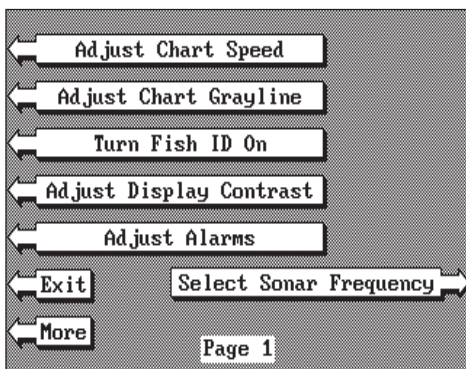 Adjust Chart Speed
Adjust Chart Grayline
Turn Fish ID On
Adjust Display Contrast
Adjust Alarms
Exit
Select Sonar Frequency
More
Page 1